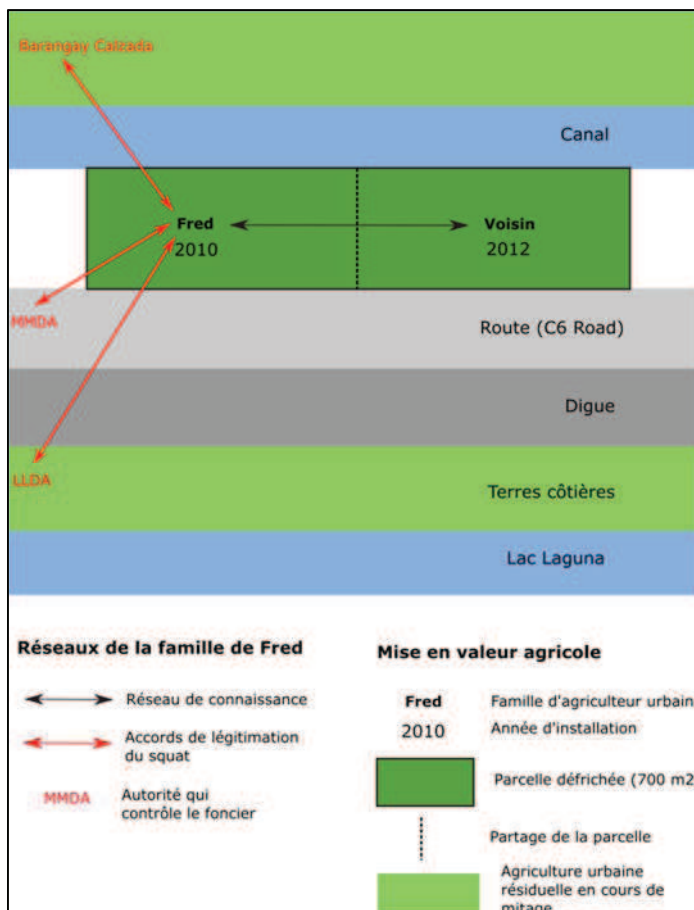 Barangay Calzada
Canal
Fred
2010
Voisin
2012
MMDA
Route (C6 Road)
Digue
LLDA
Terres côtières
Lac Laguna
Réseaux de la famille de Fred
Réseau de connaissance
Accords de légitimation
du squat
MMDA
Autorité qui
contrôle le foncier
Mise en valeur agricole
Fred
Famille d'agriculteur urbain
2010
Année d'installation
Parcelle défrichée (700 m2
Partage de la parcelle
Agriculture urbaine
résiduelle en cours de
mitage